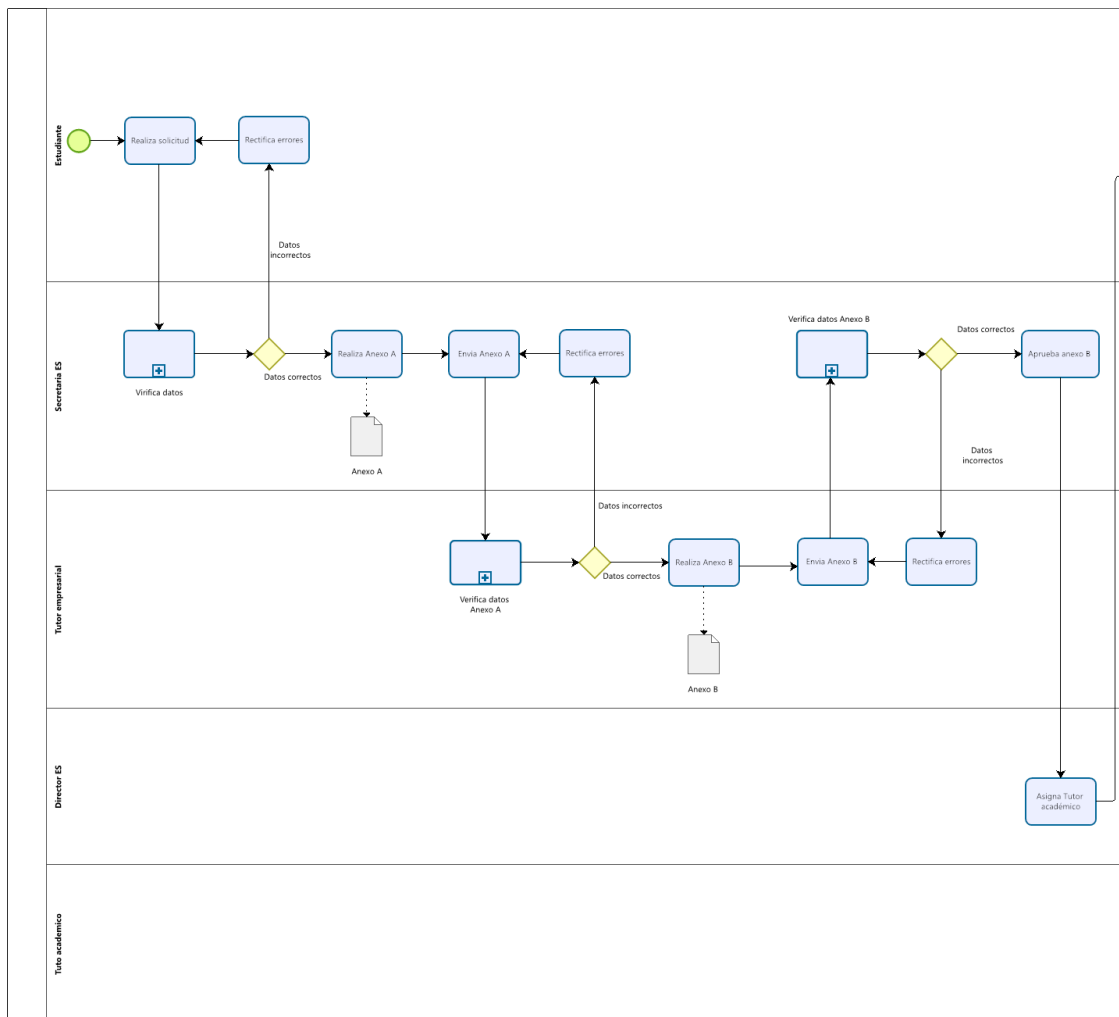 Estudiante
Realiza solicitud
Rectifica errores
Datos
incorrectos
Secretaria ES
Virifica datos
Datos correctos
Realiza Anexo A
Anexo A
Envia Anexo A
Rectifica errores
Verifica datos Anexo B
Datos correctos
Aprueba anexo B
Datos
incorrectos
Tutor empresarial
Verifica datos
Anexo A
Datos incorrectos
Datos correctos
Realiza Anexo B
Anexo B
Envia Anexo B
Rectifica errores
Director ES
Asigna Tutor
académico
Tuto academico